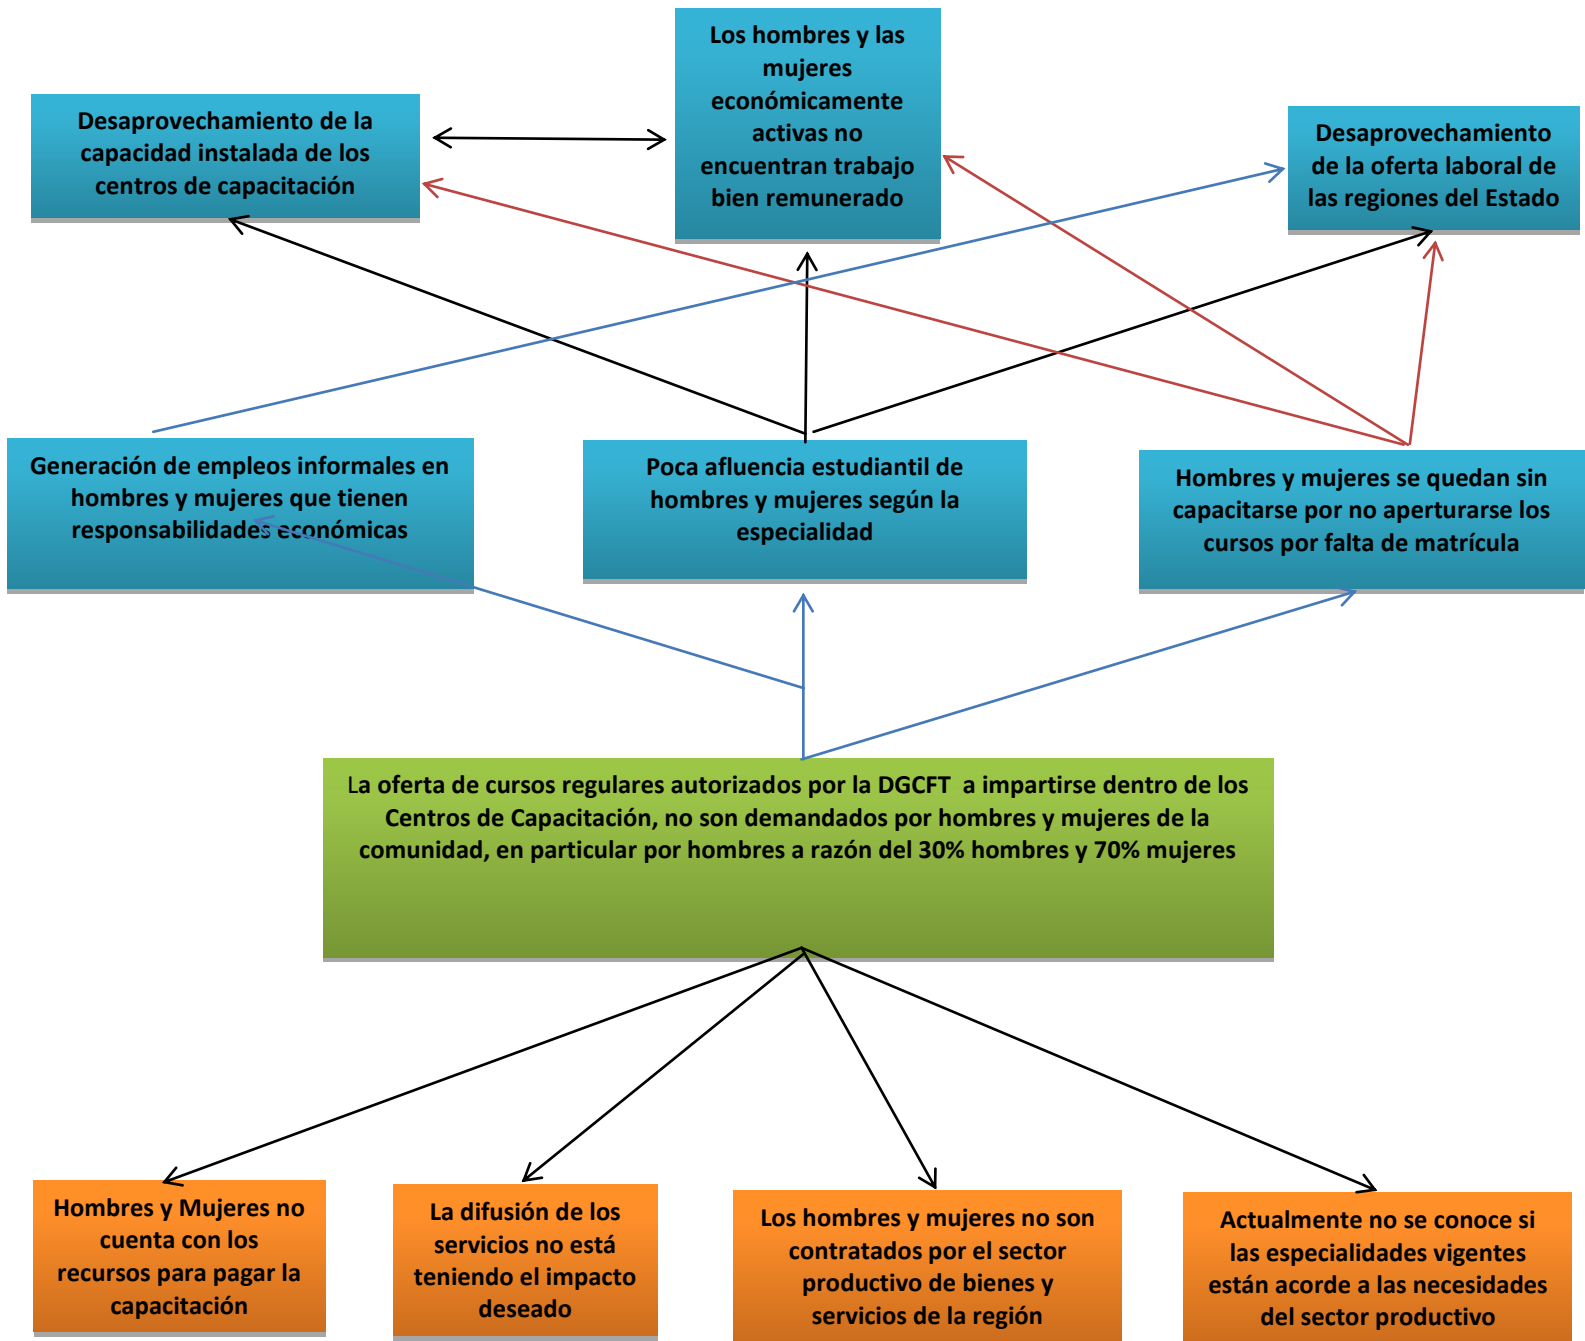 Los hombres y las
mujeres
económicamente
activas no
encuentran trabajo
bien remunerado
Desaprovechamiento de la
capacidad instalada de los
centros de capacitación
Desaprovechamiento
de la oferta laboral de
las regiones del Estado
Generación de empleos informales en
hombres y mujeres que tienen
responsabilidades económicas
Poca afluencia estudiantil de
hombres y mujeres según la
especialidad
Hombres y mujeres se quedan sin
capacitarse por no aperturarse los
cursos por falta de matrícula
La oferta de cursos regulares autorizados por la DGCFT a impartirse dentro de los
Centros de Capacitación, no son demandados por hombres y mujeres de la
comunidad, en particular por hombres a razón del 30% hombres y 70% mujeres
Hombres y Mujeres no
cuenta con los
recursos para pagar la
capacitación
La difusión de los
servicios no está
teniendo el impacto
deseado
Los hombres y mujeres no son
contratados por el sector
productivo de bienes y
servicios de la región
Actualmente no se conoce si
las especialidades vigentes
están acorde a las necesidades
del sector productivo